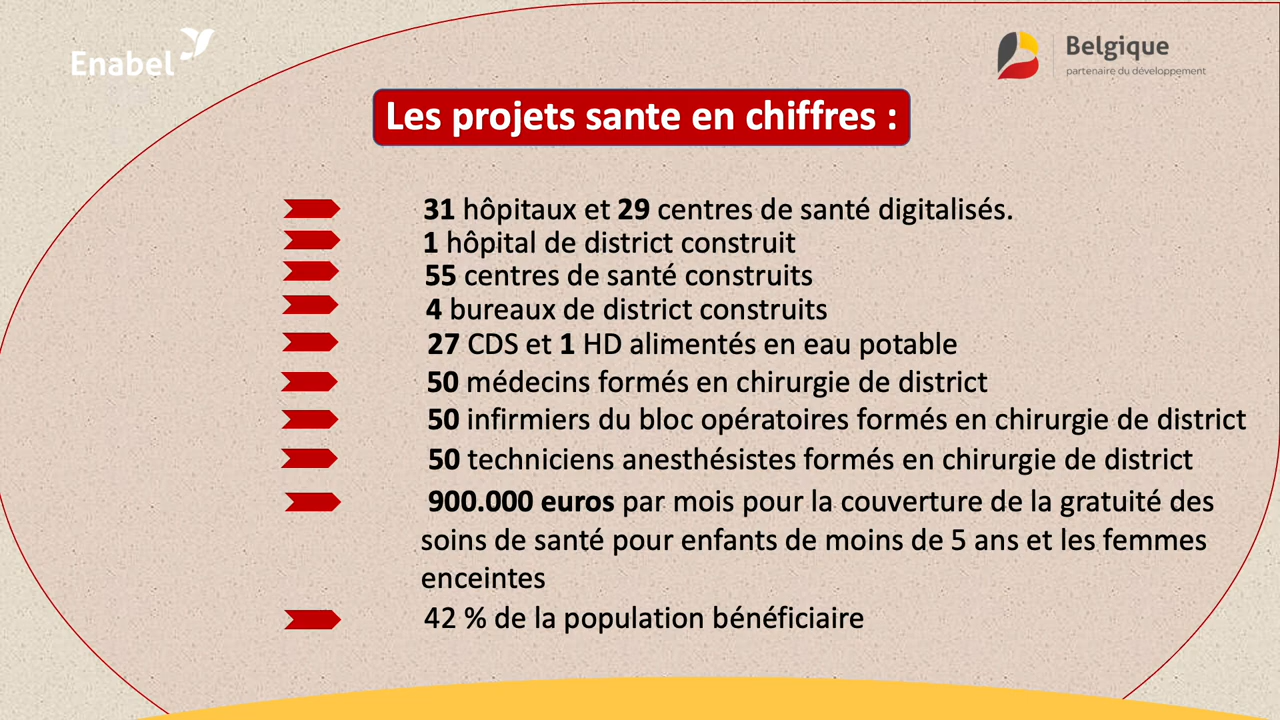 Enabel
Belgique
partenaire du développement
Les projets sante en chiffres :
31 hôpitaux et 29 centres de santé digitalisés.
1 hôpital de district construit
55 centres de santé construits
4 bureaux de district construits
27 CDS et 1 HD alimentés en eau potable
50 médecins formés en chirurgie de district
50 infirmiers du bloc opératoires formés en chirurgie de district
50 techniciens anesthésistes formés en chirurgie de district
900.000 euros par mois pour la couverture de la gratuité des
soins de santé pour enfants de moins de 5 ans et les femmes
enceintes
42 % de la population bénéficiaire